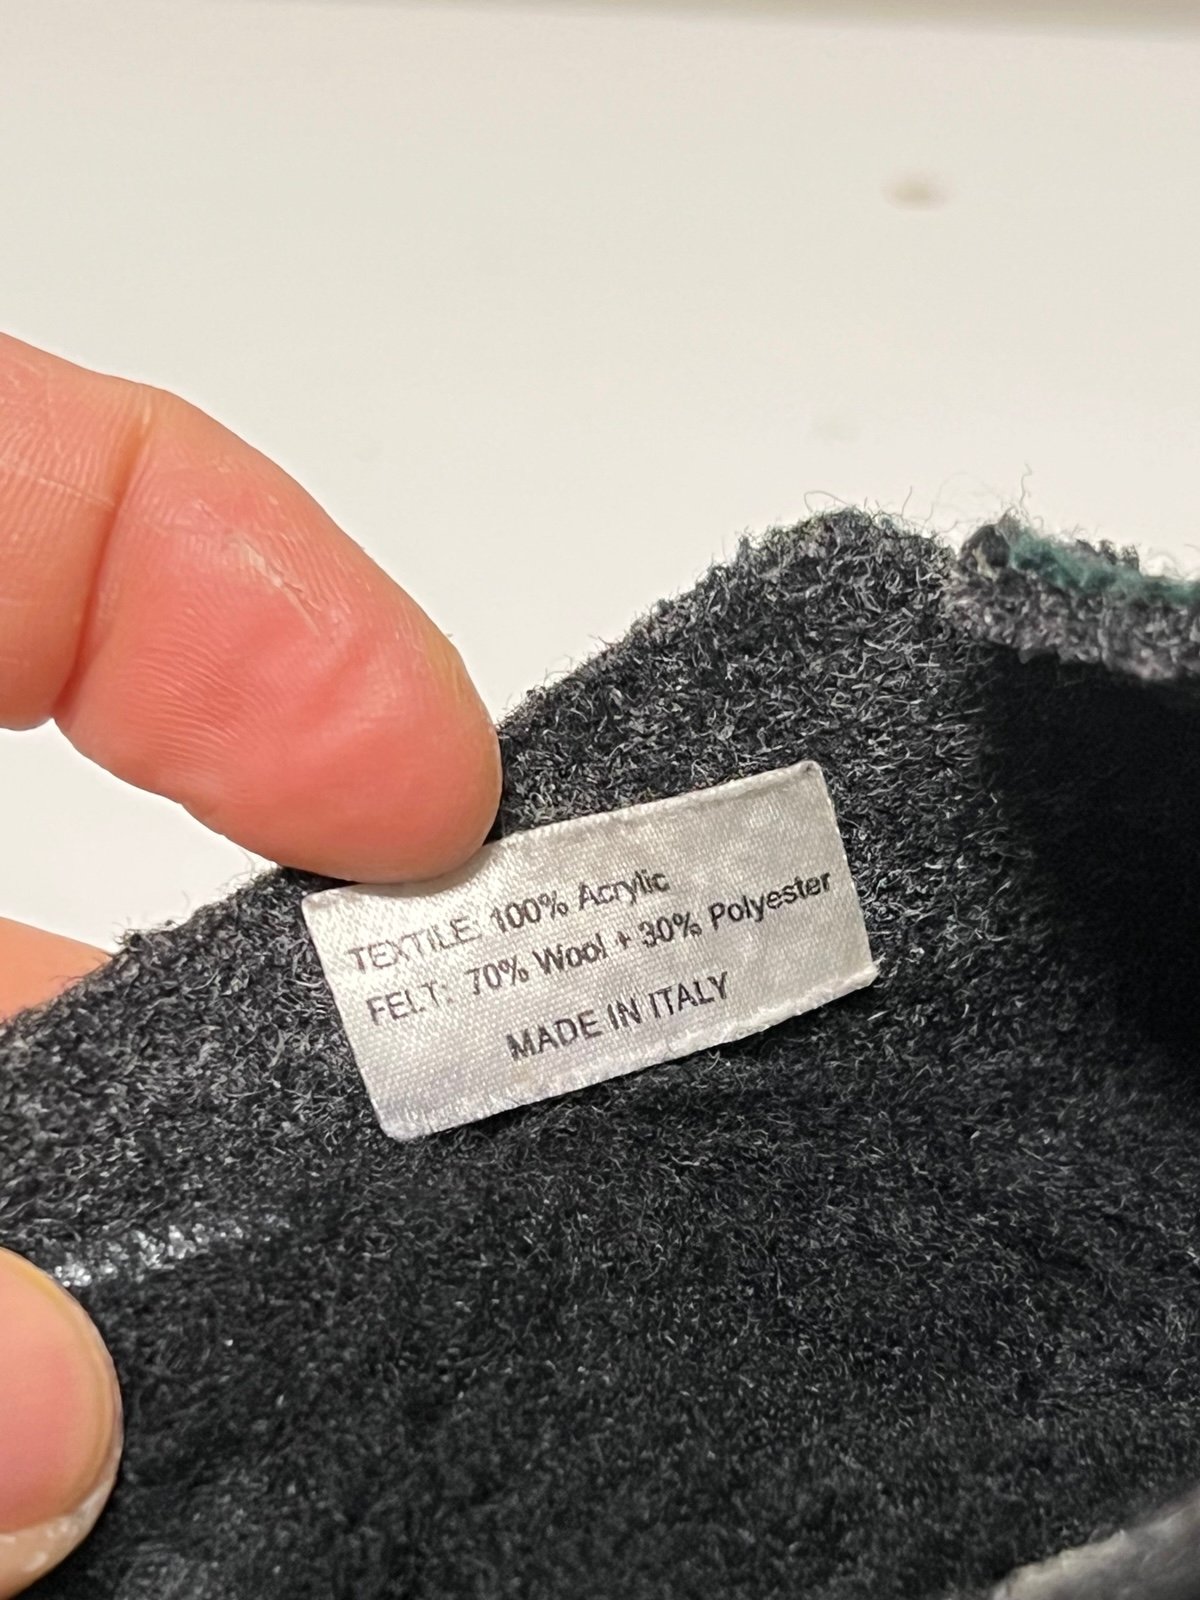 TEXTILE: 100% Acrylic
FELT: 70% Wool + 30% Polyester
MADE IN ITALY